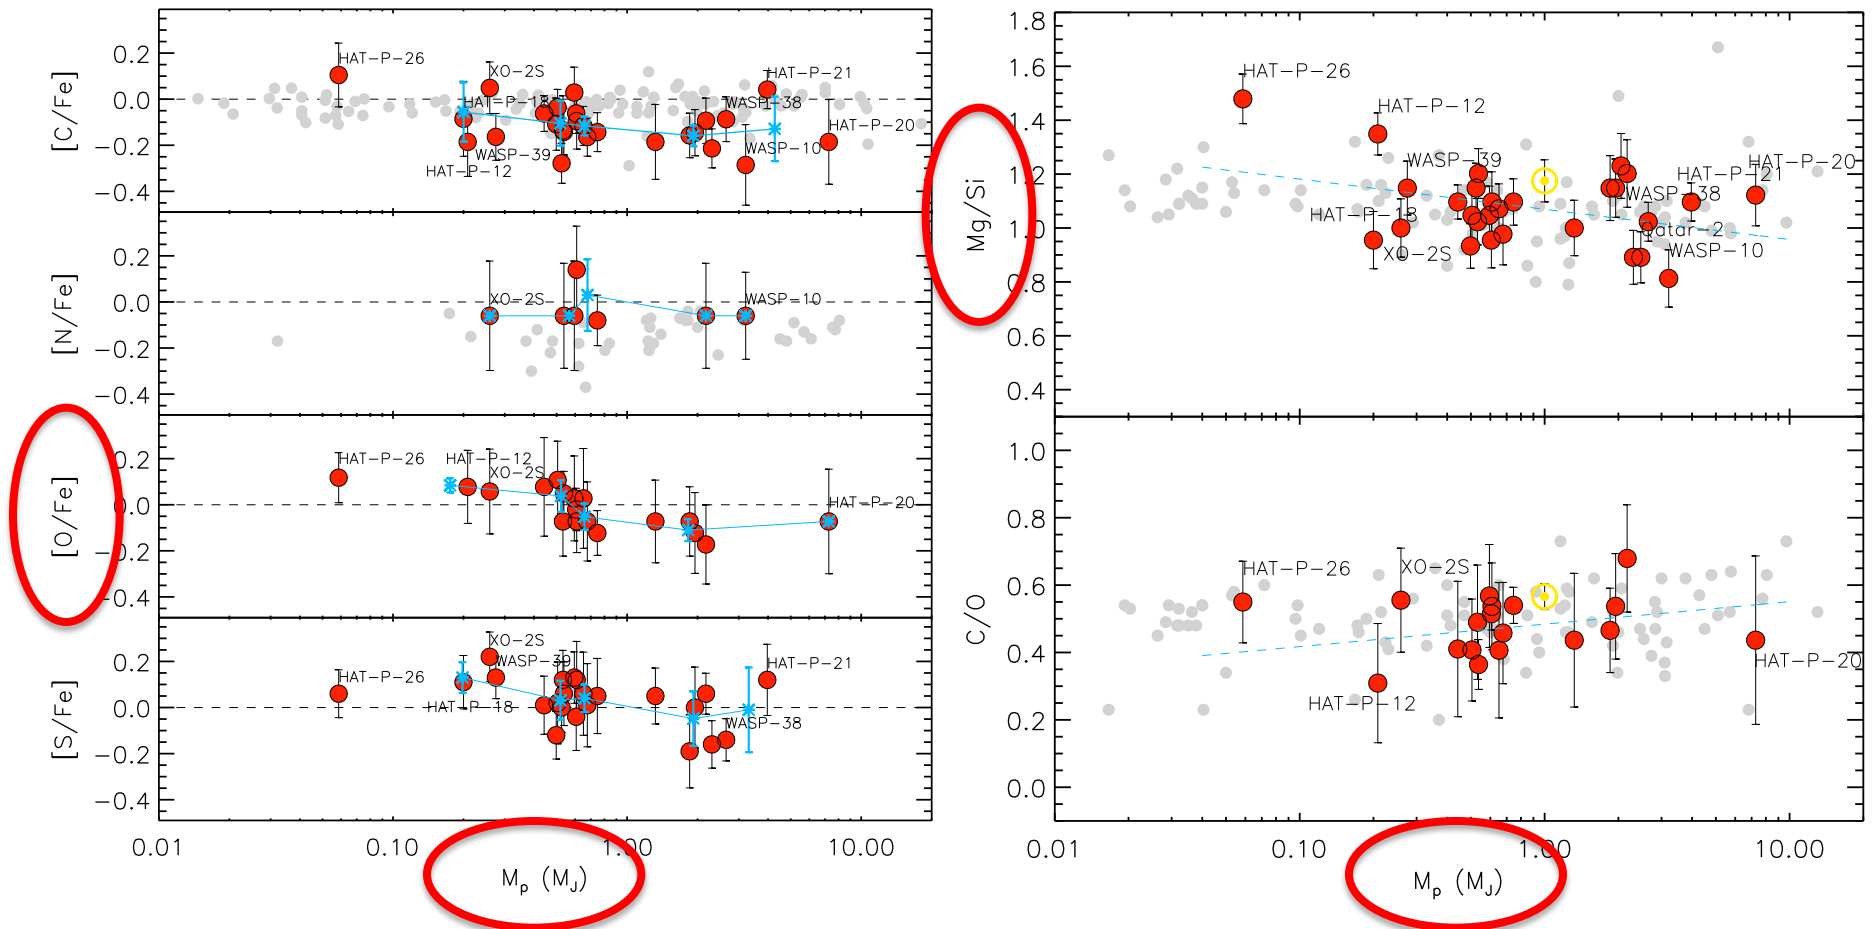 [C/Fe]
0.2
0.0
−0.2
−0.4
HAT−P−26
XO−2S
HAT−P−18
WASP−39
HAT−P−12
HAT−P−21
WASP−38
HAT−P−20
WASP−10
[N/Fe]
0.2
0.0
−0.2
−0.4
XO−2S
WASP−10
[O/Fe]
0.2
0.0
−0.2
−0.4
HAT−P−26
HAT−P−12
XO−2S
HAT−P−20
[S/Fe]
0.2
0.0
−0.2
−0.4
HAT−P−26
XO−2S
WASP−39
HAT−P−18
HAT−P−21
WASP−38
0.01
0.10
1.00
10.00
Mp (MJ)
Mg/Si
1.8
1.6
1.4
1.2
1.0
0.8
0.6
0.4
HAT−P−26
HAT−P−12
WASP−39
HAT−P−18
XO−2S
HAT−P−20
HAT−P−21
WASP−38
Qatar−2
WASP−10
C/O
1.0
0.8
0.6
0.4
0.2
0.0
HAT−P−26
XO−2S
HAT−P−12
HAT−P−20
0.01
0.10
1.00
10.00
Mp (MJ)